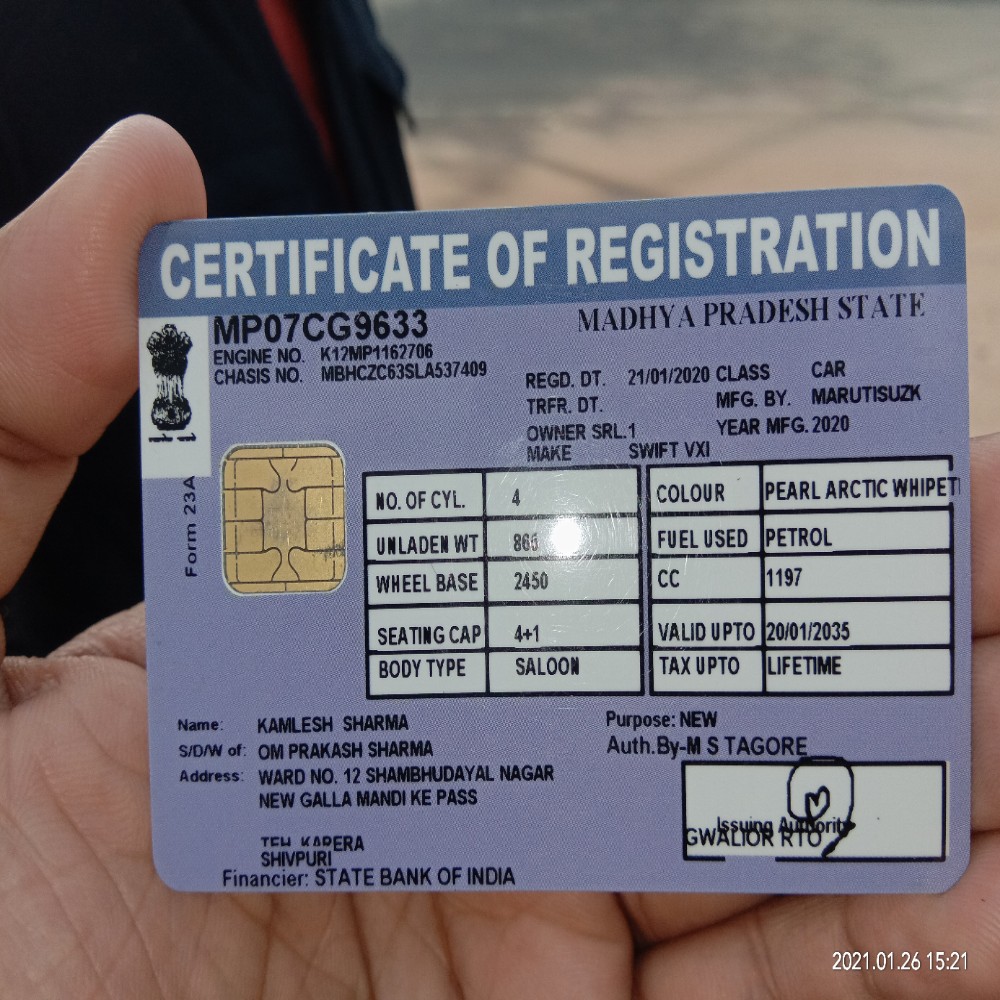 CERTIFICATE OF REGISTRATION
MADHYA PRADESH STATE
MP07CG9633
ENGINE NO. K12MP1162706
CHASIS NO. MBHCZC63SLA537409
REGD. DT. 21/01/2020 CLASS CAR
TRFR. DT. MFG. BY. MARUTISUZK
OWNER SRL.1 YEAR MFG. 2020
MAKE SWIFT VXI
Form 23A
NO. OF CYL. 4 COLOUR PEARL ARCTIC WHIPET
UNLADEN WT FUEL USED PETROL
WHEEL BASE 2450 CC 1197
SEATING CAP 4+1 VALID UPTO 20/01/2035
BODY TYPE SALOON TAX UPTO LIFETIME
Name: KAMLESH SHARMA
S/D/W of: OM PRAKASH SHARMA
Address: WARD NO. 12 SHAMBHUDAYAL NAGAR
NEW GALLA MANDI KE PASS
TEH KARERA
SHIVPURI
Financier: STATE BANK OF INDIA
Purpose: NEW
Auth.By-M S TAGORE
Issuing Authority
GWALIOR RTO
2021.01.26 15:21